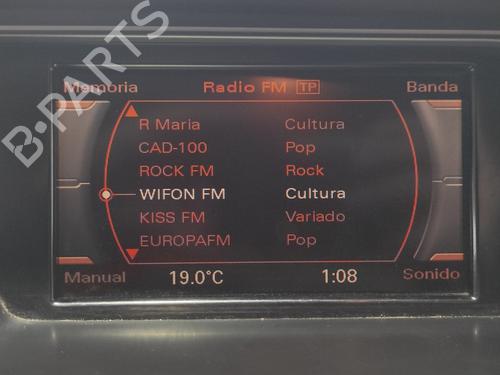 B-PARTS
Memoria Radio FM TP Banda
R Maria Cultura
CAD-100 Pop
ROCK FM Rock
WIFON FM Cultura
KISS FM Variado
EUROPAFM Pop
Manual 19.0°C 1:08 Sonido